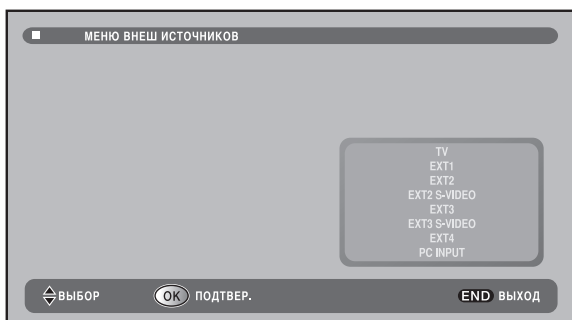 МЕНЮ ВНЕШ ИСТОЧНИКОВ
TV
EXT1
EXT2
EXT2 S-VIDEO
EXT3
EXT3 S-VIDEO
EXT4
PC INPUT
ВЫБОР OK ПОДТВЕР. END ВЫХОД